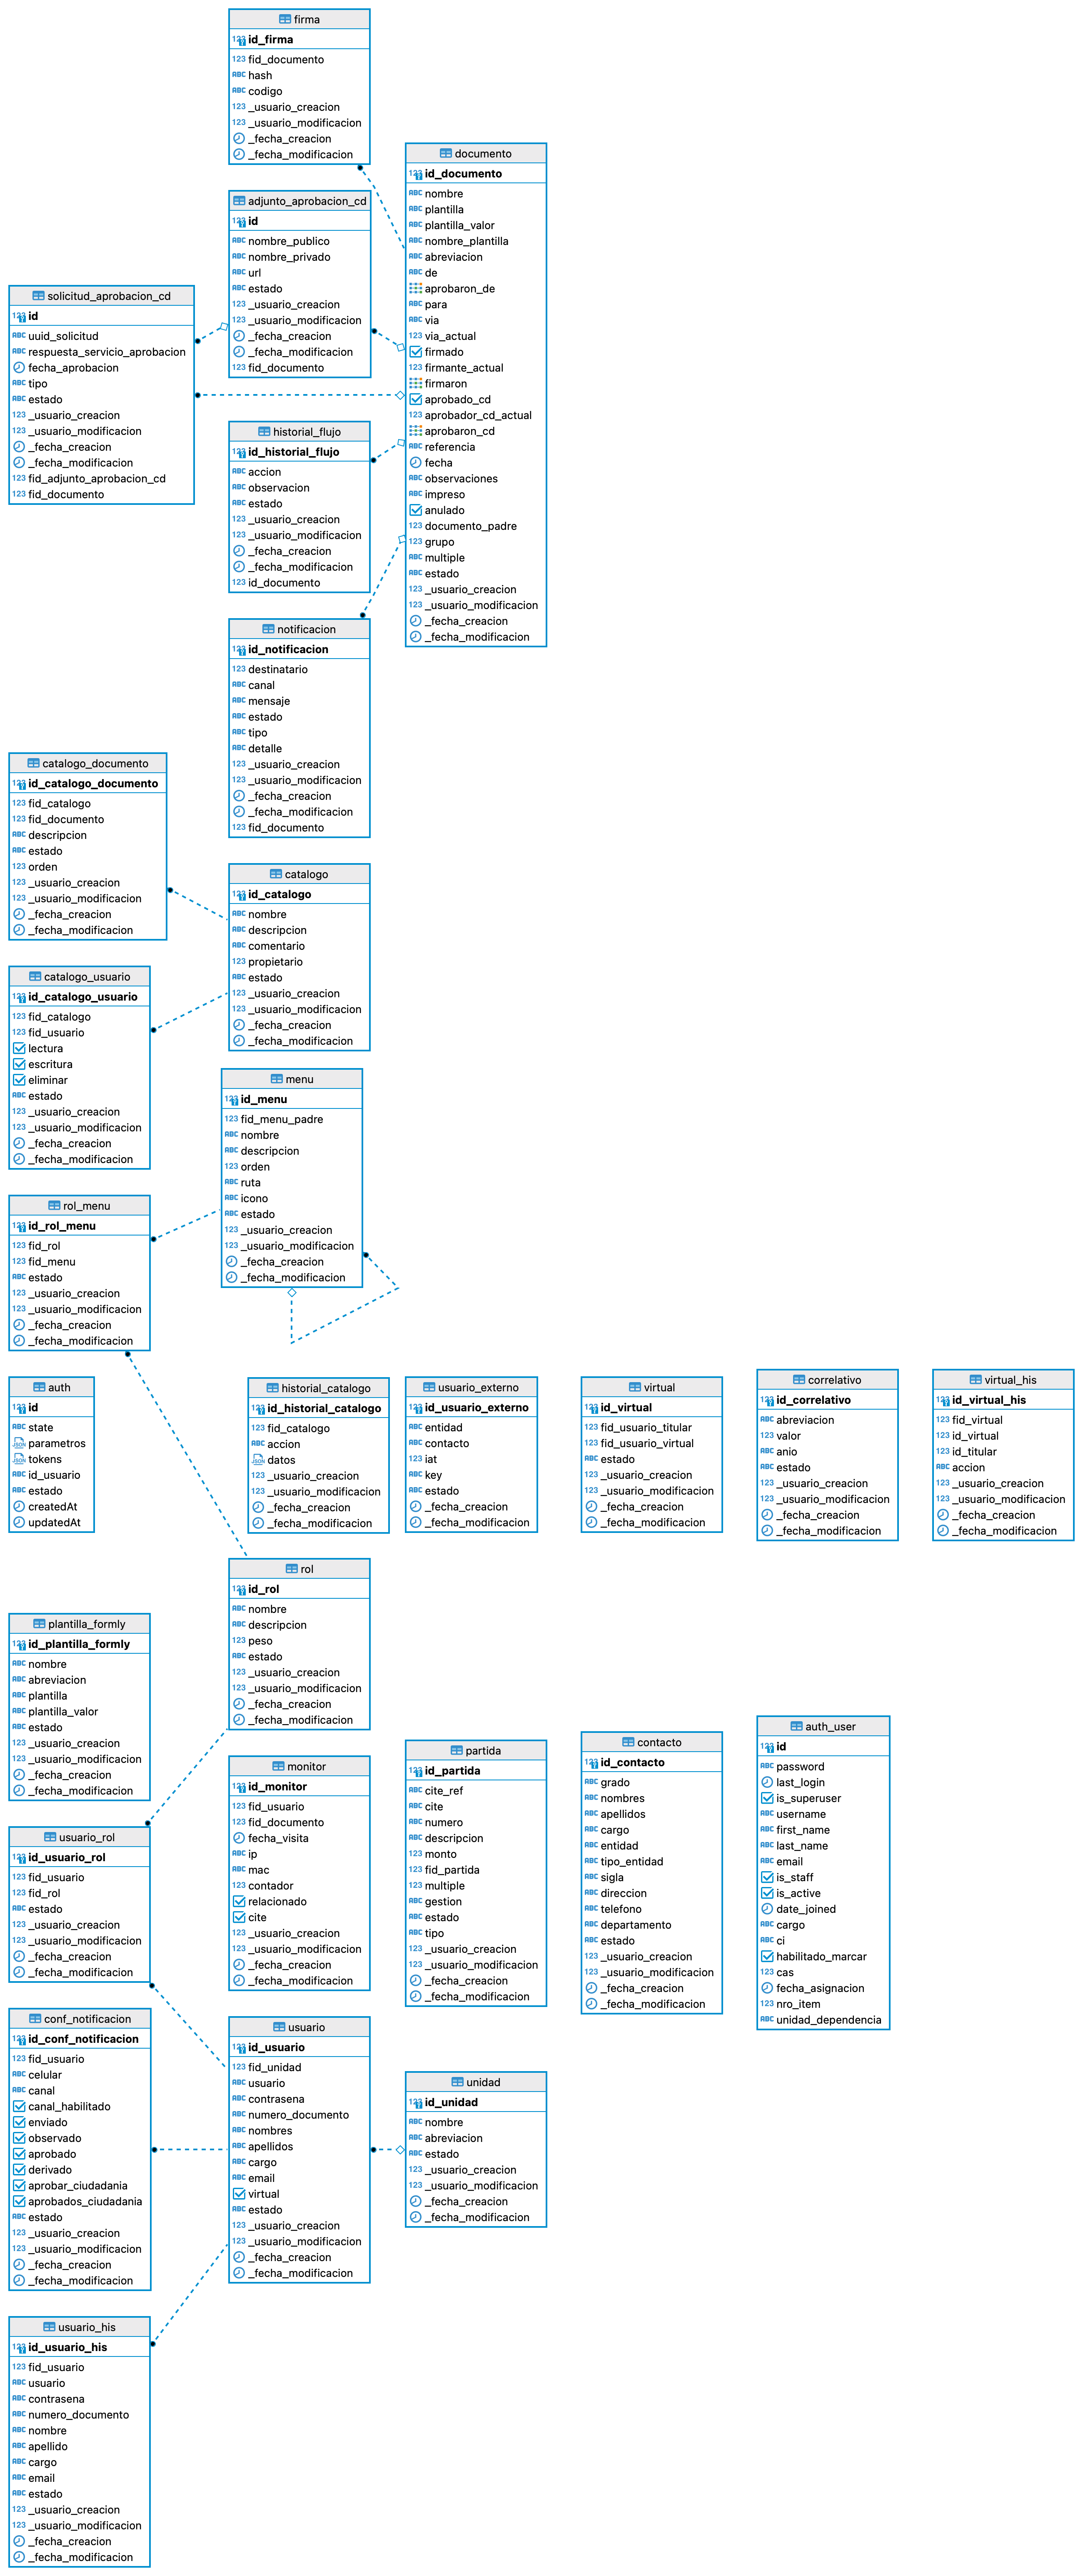 firma
id_firma
fid_documento
hash
codigo
_usuario_creacion
_usuario_modificacion
_fecha_creacion
_fecha_modificacion
documento
id_documento
nombre
plantilla
plantilla_valor
nombre_plantilla
abreviacion
de
aprobaron_de
para
via
via_actual
firmado
firmante_actual
firmaron
aprobado_cd
aprobador_cd_actual
aprobaron_cd
referencia
fecha
observaciones
impreso
anulado
documento_padre
grupo
multiple
estado
_usuario_creacion
_usuario_modificacion
_fecha_creacion
_fecha_modificacion
adjunto_aprobacion_cd
id
nombre_publico
nombre_privado
url
estado
_usuario_creacion
_usuario_modificacion
_fecha_creacion
_fecha_modificacion
fid_documento
solicitud_aprobacion_cd
id
uuid_solicitud
respuesta_servicio_aprobacion
fecha_aprobacion
tipo
estado
_usuario_creacion
_usuario_modificacion
_fecha_creacion
_fecha_modificacion
fid_adjunto_aprobacion_cd
fid_documento
historial_flujo
id_historial_flujo
accion
observacion
estado
_usuario_creacion
_usuario_modificacion
_fecha_creacion
_fecha_modificacion
id_documento
notificacion
id_notificacion
destinatario
canal
mensaje
estado
tipo
detalle
_usuario_creacion
_usuario_modificacion
_fecha_creacion
_fecha_modificacion
fid_documento
catalogo_documento
id_catalogo_documento
fid_catalogo
fid_documento
descripcion
estado
orden
_usuario_creacion
_usuario_modificacion
_fecha_creacion
_fecha_modificacion
catalogo
id_catalogo
nombre
descripcion
comentario
propietario
estado
_usuario_creacion
_usuario_modificacion
_fecha_creacion
_fecha_modificacion
catalogo_usuario
id_catalogo_usuario
fid_catalogo
fid_usuario
lectura
escritura
eliminar
estado
_usuario_creacion
_usuario_modificacion
_fecha_creacion
_fecha_modificacion
menu
id_menu
fid_menu_padre
nombre
descripcion
orden
ruta
icono
estado
_usuario_creacion
_usuario_modificacion
_fecha_creacion
_fecha_modificacion
rol_menu
id_rol_menu
fid_rol
fid_menu
estado
_usuario_creacion
_usuario_modificacion
_fecha_creacion
_fecha_modificacion
auth
id
state
parametros
tokens
id_usuario
estado
createdAt
updatedAt
historial_catalogo
id_historial_catalogo
fid_catalogo
accion
datos
_usuario_creacion
_usuario_modificacion
_fecha_creacion
_fecha_modificacion
usuario_externo
id_usuario_externo
entidad
contacto
iat
key
estado
_fecha_creacion
_fecha_modificacion
virtual
id_virtual
fid_usuario_titular
fid_usuario_virtual
estado
_usuario_creacion
_usuario_modificacion
_fecha_creacion
_fecha_modificacion
correlativo
id_correlativo
abreviacion
valor
anio
estado
_usuario_creacion
_usuario_modificacion
_fecha_creacion
_fecha_modificacion
virtual_his
id_virtual_his
fid_virtual
id_virtual
id_titular
accion
_usuario_creacion
_usuario_modificacion
_fecha_creacion
_fecha_modificacion
rol
id_rol
nombre
descripcion
peso
estado
_usuario_creacion
_usuario_modificacion
_fecha_creacion
_fecha_modificacion
plantilla_formly
id_plantilla_formly
nombre
abreviacion
plantilla
plantilla_valor
estado
_usuario_creacion
_usuario_modificacion
_fecha_creacion
_fecha_modificacion
monitor
id_monitor
fid_usuario
fid_documento
fecha_visita
ip
mac
contador
relacionado
cite
_usuario_creacion
_usuario_modificacion
_fecha_creacion
_fecha_modificacion
partida
id_partida
cite_ref
cite
numero
descripcion
monto
fid_partida
multiple
gestion
estado
tipo
_usuario_creacion
_usuario_modificacion
_fecha_creacion
_fecha_modificacion
contacto
id_contacto
grado
nombres
apellidos
cargo
entidad
tipo_entidad
sigla
direccion
telefono
departamento
estado
_usuario_creacion
_usuario_modificacion
_fecha_creacion
_fecha_modificacion
auth_user
id
password
last_login
is_superuser
username
first_name
last_name
email
is_staff
is_active
date_joined
cargo
ci
habilitado_marcar
cas
fecha_asignacion
nro_item
unidad_dependencia
usuario_rol
id_usuario_rol
fid_usuario
fid_rol
estado
_usuario_creacion
_usuario_modificacion
_fecha_creacion
_fecha_modificacion
conf_notificacion
id_conf_notificacion
fid_usuario
celular
canal
canal_habilitado
enviado
observado
aprobado
derivado
aprobar_ciudadania
aprobados_ciudadania
estado
_usuario_creacion
_usuario_modificacion
_fecha_creacion
_fecha_modificacion
usuario
id_usuario
fid_unidad
usuario
contrasena
numero_documento
nombres
apellidos
cargo
email
virtual
estado
_usuario_creacion
_usuario_modificacion
_fecha_creacion
_fecha_modificacion
unidad
id_unidad
nombre
abreviacion
estado
_usuario_creacion
_usuario_modificacion
_fecha_creacion
_fecha_modificacion
usuario_his
id_usuario_his
fid_usuario
usuario
contrasena
numero_documento
nombre
apellido
cargo
email
estado
_usuario_creacion
_usuario_modificacion
_fecha_creacion
_fecha_modificacion